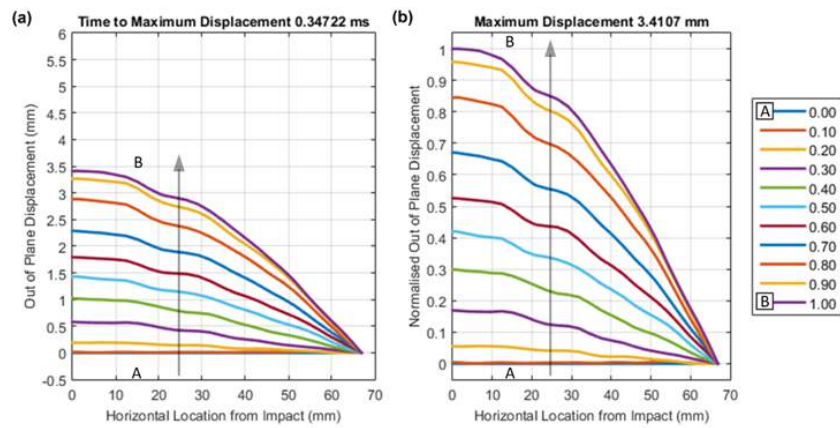 (a)
Time to Maximum Displacement 0.34722 ms
Out of Plane Displacement (mm)
6
5.5
5
4.5
4
3.5
3
2.5
2
1.5
1
0.5
0
-0.5
B
A
0 10 20 30 40 50 60 70
Horizontal Location from Impact (mm)
(b)
Maximum Displacement 3.4107 mm
Normalised Out of Plane Displacement
1
0.9
0.8
0.7
0.6
0.5
0.4
0.3
0.2
0.1
0
B
A
0 10 20 30 40 50 60 70
Horizontal Location from Impact (mm)
A 0.00
0.10
0.20
0.30
0.40
0.50
0.60
0.70
0.80
0.90
B 1.00